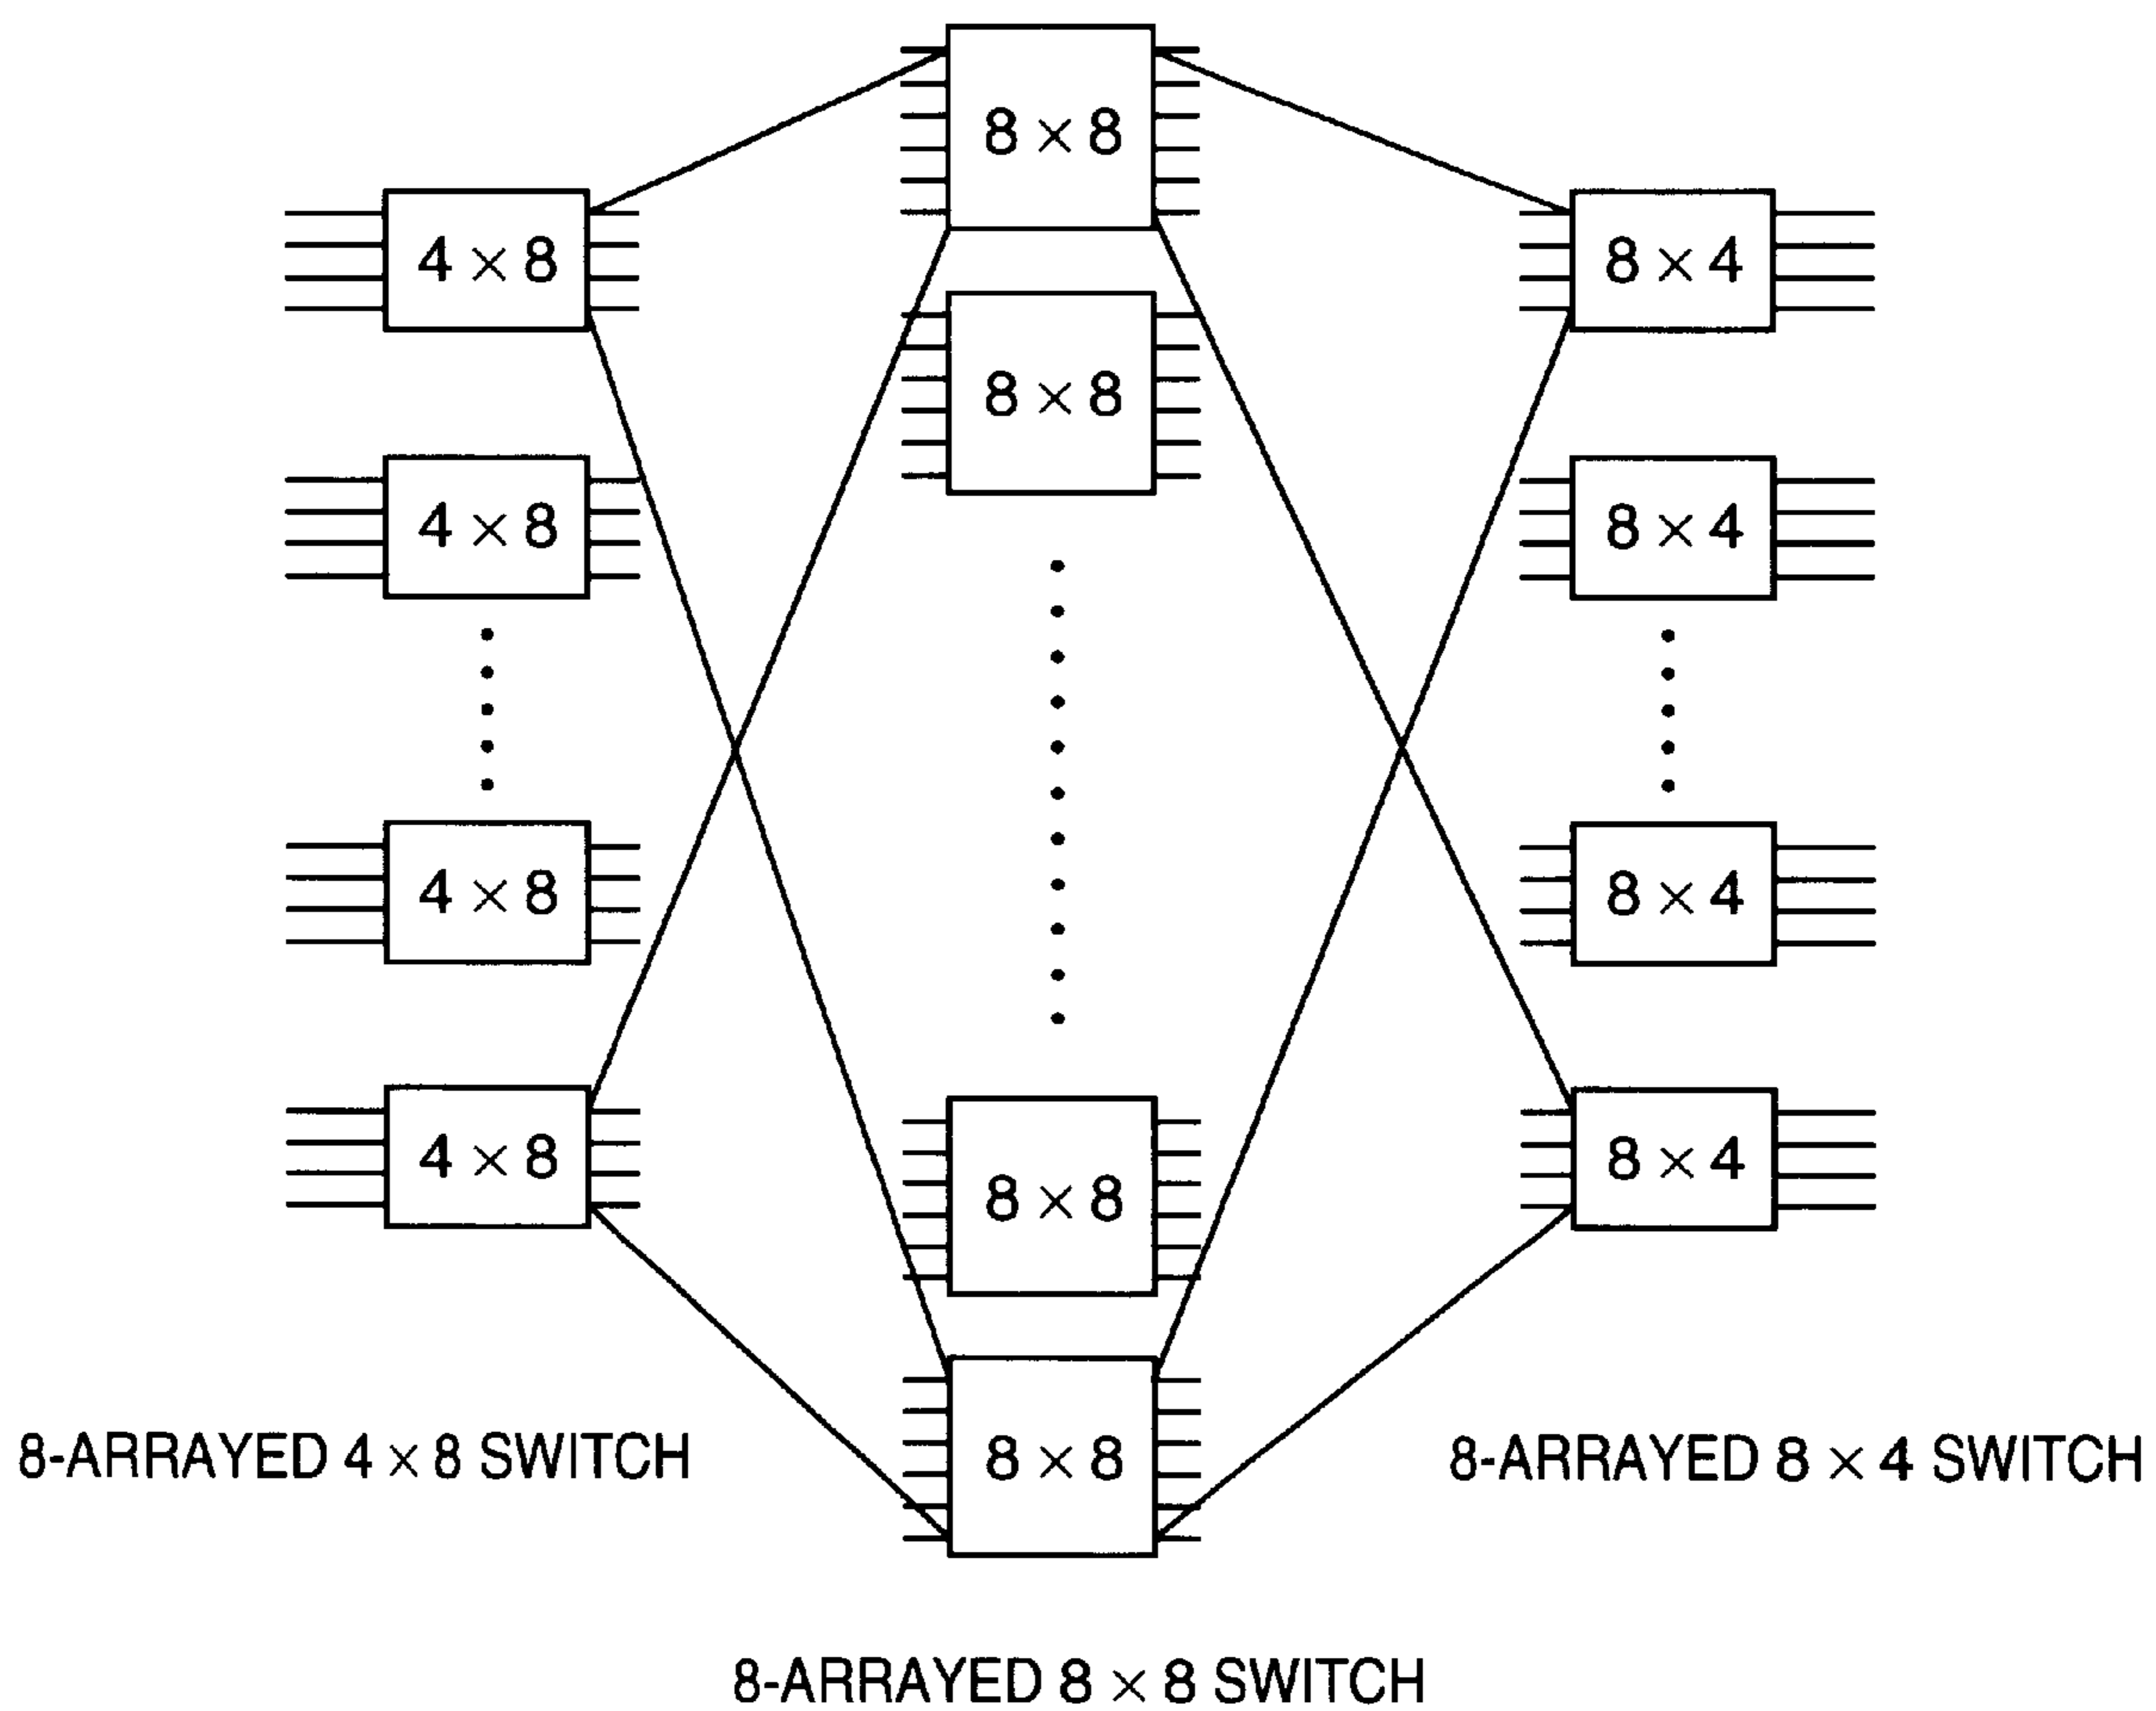 8 × 8
4 × 8
8 × 4
8 × 8
4 × 8
8 × 4
4 × 8
8 × 4
4 × 8
8 × 8
8 × 4
8 × 8
8-ARRAYED 4 × 8 SWITCH
8-ARRAYED 8 × 4 SWITCH
8-ARRAYED 8 × 8 SWITCH